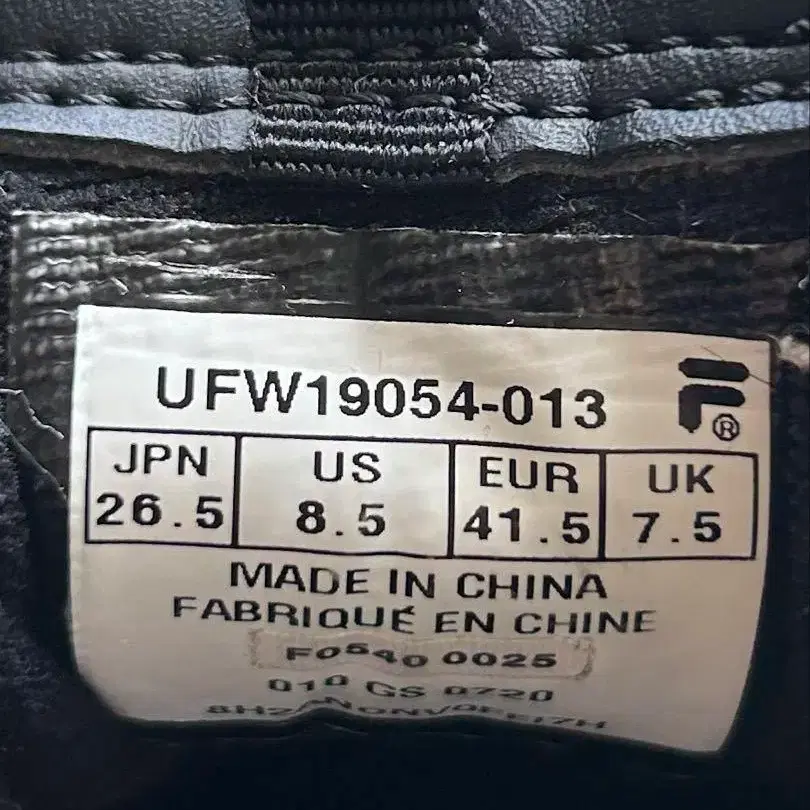 UFW19054-013
®
JPN US EUR UK
26.5 8.5 41.5 7.5
MADE IN CHINA
FABRIQUÉ EN CHINE
F0540 0025
010 GS 0720